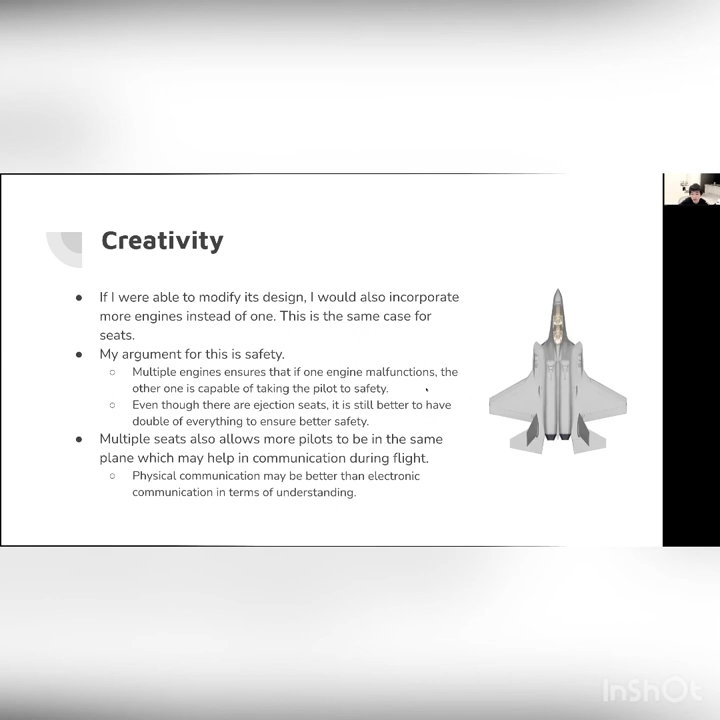 Creativity
If I were able to modify its design, I would also incorporate
more engines instead of one. This is the same case for
seats.
My argument for this is safety.
Multiple engines ensures that if one engine malfunctions, the
other one is capable of taking the pilot to safety.
Even though there are ejection seats, it is still better to have
double of everything to ensure better safety.
Multiple seats also allows more pilots to be in the same
plane which may help in communication during flight.
Physical communication may be better than electronic
communication in terms of understanding.
InShOt